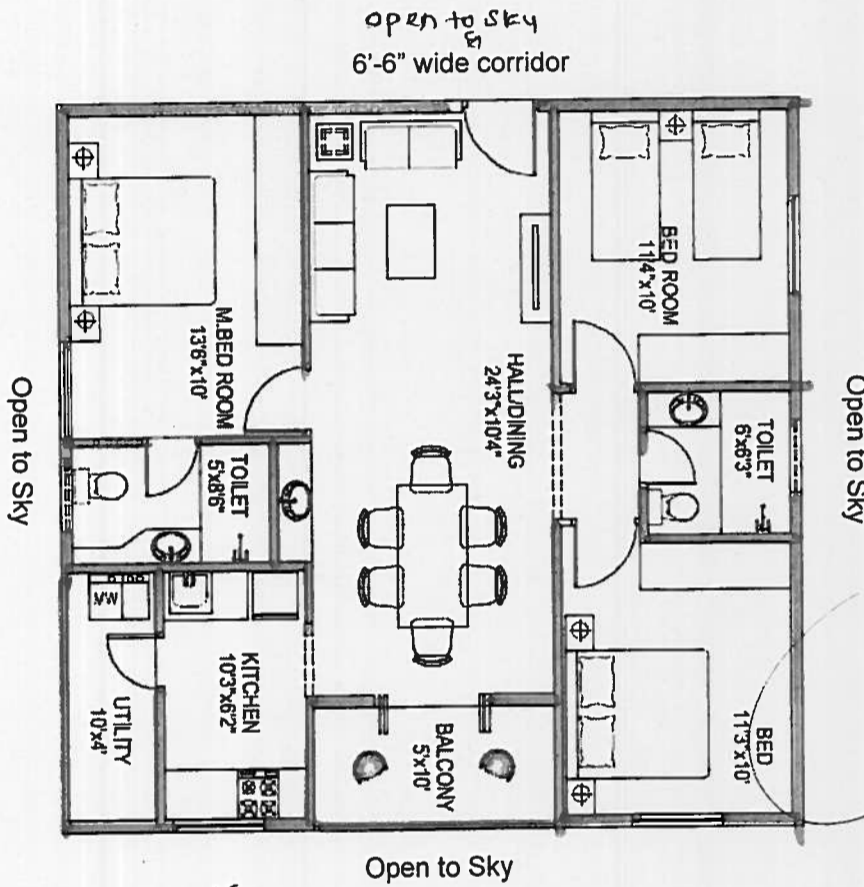 open to sky
6'-6" wide corridor
BED ROOM
11'4"x10'
M.BED ROOM
13'6"x10'
HALL/DINING
24'3"x10'4"
TOILET
6'x6'3"
TOILET
5'x8'6"
Open to Sky
Open to Sky
WM
KITCHEN
10'3"x6'2"
UTILITY
10'x4'
BALCONY
5'x10'
BED
11'3"x10'
Open to Sky